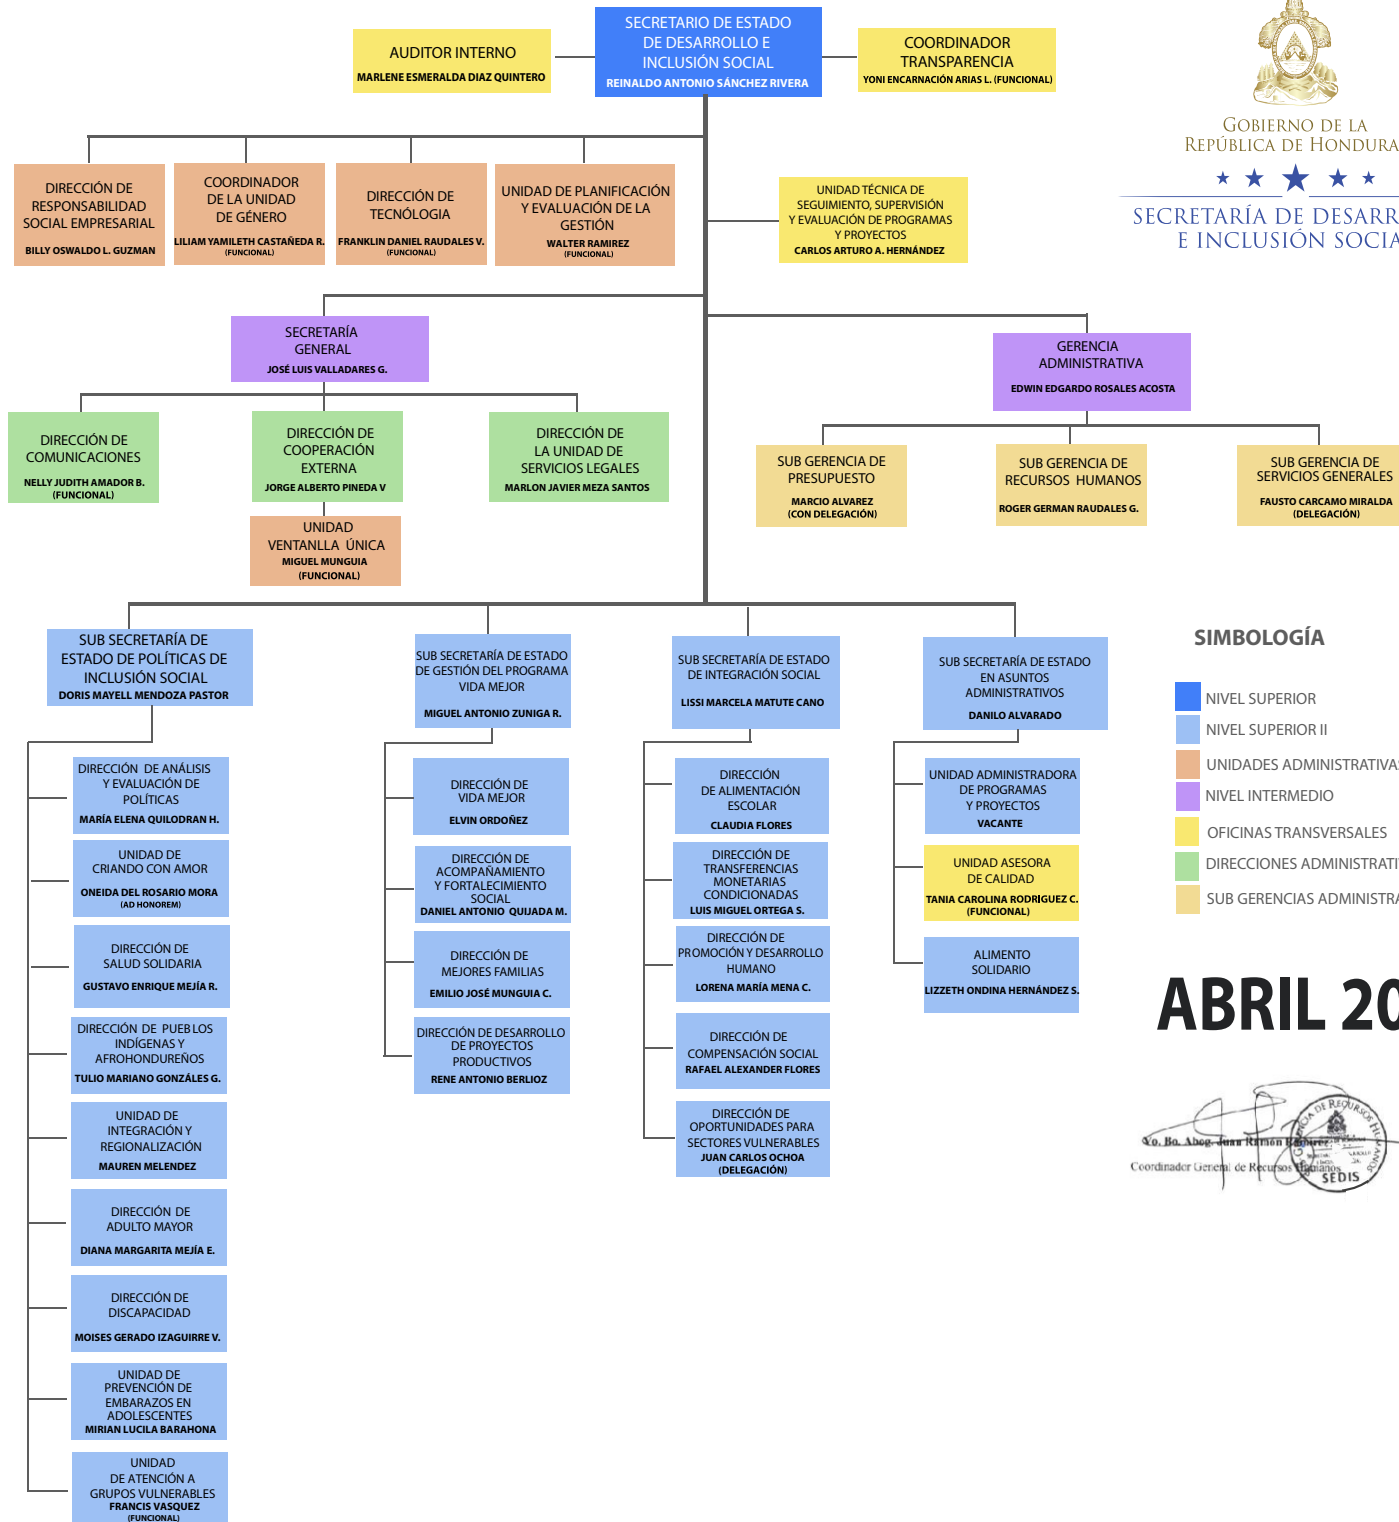 SECRETARIO DE ESTADO
DE DESARROLLO E
INCLUSIÓN SOCIAL
REINALDO ANTONIO SÁNCHEZ RIVERA
AUDITOR INTERNO
MARLENE ESMERALDA DIAZ QUINTERO
COORDINADOR
TRANSPARENCIA
YONI ENCARNACIÓN ARIAS L. (FUNCIONAL)
GOBIERNO DE LA
REPÚBLICA DE HONDURA
SECRETARÍA DE DESARR
E INCLUSIÓN SOCIA
DIRECCIÓN DE
RESPONSABILIDAD
SOCIAL EMPRESARIAL
BILLY OSWALDO L. GUZMAN
COORDINADOR
DE LA UNIDAD
DE GÉNERO
LILIAM YAMILETH CASTAÑEDA R.
(FUNCIONAL)
DIRECCIÓN DE
TECNÓLOGIA
FRANKLIN DANIEL RAUDALES V.
(FUNCIONAL)
UNIDAD DE PLANIFICACIÓN
Y EVALUACIÓN DE LA
GESTIÓN
WALTER RAMIREZ
(FUNCIONAL)
UNIDAD TÉCNICA DE
SEGUIMIENTO, SUPERVISIÓN
Y EVALUACIÓN DE PROGRAMAS
Y PROYECTOS
CARLOS ARTURO A. HERNÁNDEZ
SECRETARÍA
GENERAL
JOSÉ LUIS VALLADARES G.
GERENCIA
ADMINISTRATIVA
EDWIN EDGARDO ROSALES ACOSTA
DIRECCIÓN DE
COMUNICACIONES
NELLY JUDITH AMADOR B.
(FUNCIONAL)
DIRECCIÓN DE
COOPERACIÓN
EXTERNA
JORGE ALBERTO PINEDA V
DIRECCIÓN DE
LA UNIDAD DE
SERVICIOS LEGALES
MARLON JAVIER MEZA SANTOS
UNIDAD
VENTANLLA ÚNICA
MIGUEL MUNGUIA
(FUNCIONAL)
SUB GERENCIA DE
PRESUPUESTO
MARCIO ALVAREZ
(CON DELEGACIÓN)
SUB GERENCIA DE
RECURSOS HUMANOS
ROGER GERMAN RAUDALES G.
SUB GERENCIA DE
SERVICIOS GENERALES
FAUSTO CARCAMO MIRALDA
(DELEGACIÓN)
SUB SECRETARÍA DE
ESTADO DE POLÍTICAS DE
INCLUSIÓN SOCIAL
DORIS MAYELL MENDOZA PASTOR
DIRECCIÓN DE ANÁLISIS
Y EVALUACIÓN DE
POLÍTICAS
MARÍA ELENA QUILODRAN H.
UNIDAD DE
CRIANDO CON AMOR
ONEIDA DEL ROSARIO MORA
(AD HONOREM)
DIRECCIÓN DE
SALUD SOLIDARIA
GUSTAVO ENRIQUE MEJÍA R.
DIRECCIÓN DE PUEBLOS
INDÍGENAS Y
AFROHONDUREÑOS
TULIO MARIANO GONZÁLES G.
UNIDAD DE
INTEGRACIÓN Y
REGIONALIZACIÓN
MAUREN MELENDEZ
DIRECCIÓN DE
ADULTO MAYOR
DIANA MARGARITA MEJÍA E.
DIRECCIÓN DE
DISCAPACIDAD
MOISES GERADO IZAGUIRRE V.
UNIDAD DE
PREVENCIÓN DE
EMBARAZOS EN
ADOLESCENTES
MIRIAN LUCILA BARAHONA
UNIDAD
DE ATENCIÓN A
GRUPOS VULNERABLES
FRANCIS VASQUEZ
(FUNCIONAL)
SUB SECRETARÍA DE ESTADO
DE GESTIÓN DEL PROGRAMA
VIDA MEJOR
MIGUEL ANTONIO ZUNIGA R.
DIRECCIÓN DE
VIDA MEJOR
ELVIN ORDOÑEZ
DIRECCIÓN DE
ACOMPAÑAMIENTO
Y FORTALECIMIENTO
SOCIAL
DANIEL ANTONIO QUIJADA M.
DIRECCIÓN DE
MEJORES FAMILIAS
EMILIO JOSÉ MUNGUIA C.
DIRECCIÓN DE DESARROLLO
DE PROYECTOS
PRODUCTIVOS
RENE ANTONIO BERLIOZ
SUB SECRETARÍA DE ESTADO
DE INTEGRACIÓN SOCIAL
LISSI MARCELA MATUTE CANO
DIRECCIÓN
DE ALIMENTACIÓN
ESCOLAR
CLAUDIA FLORES
DIRECCIÓN DE
TRANSFERENCIAS
MONETARIAS
CONDICIONADAS
LUIS MIGUEL ORTEGA S.
DIRECCIÓN DE
PROMOCIÓN Y DESARROLLO
HUMANO
LORENA MARÍA MENA C.
DIRECCIÓN DE
COMPENSACIÓN SOCIAL
RAFAEL ALEXANDER FLORES
DIRECCIÓN DE
OPORTUNIDADES PARA
SECTORES VULNERABLES
JUAN CARLOS OCHOA
(DELEGACIÓN)
SUB SECRETARÍA DE ESTADO
EN ASUNTOS
ADMINISTRATIVOS
DANILO ALVARADO
UNIDAD ADMINISTRADORA
DE PROGRAMAS
Y PROYECTOS
VACANTE
UNIDAD ASESORA
DE CALIDAD
TANIA CAROLINA RODRIGUEZ C.
(FUNCIONAL)
ALIMENTO
SOLIDARIO
LIZZETH ONDINA HERNÁNDEZ S.
SIMBOLOGÍA
NIVEL SUPERIOR
NIVEL SUPERIOR II
UNIDADES ADMINISTRATIVAS
NIVEL INTERMEDIO
OFICINAS TRANSVERSALES
DIRECCIONES ADMINISTRATI
SUB GERENCIAS ADMINISTRA
ABRIL 20
Vo. Bo. Abog. Juan Ramón
Coordinador General de Recursos Humanos
DE RECURSOS HUMANOS
SEDIS